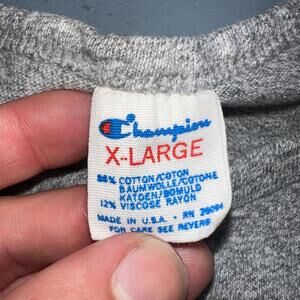 Champion
X-LARGE
88% COTTON/COTON
BAUMWOLLE/COTONE
KATOEN/BOMULD
12% VISCOSE RAYON
MADE IN U.S.A. - RN 26094
FOR CARE SEE REVERS